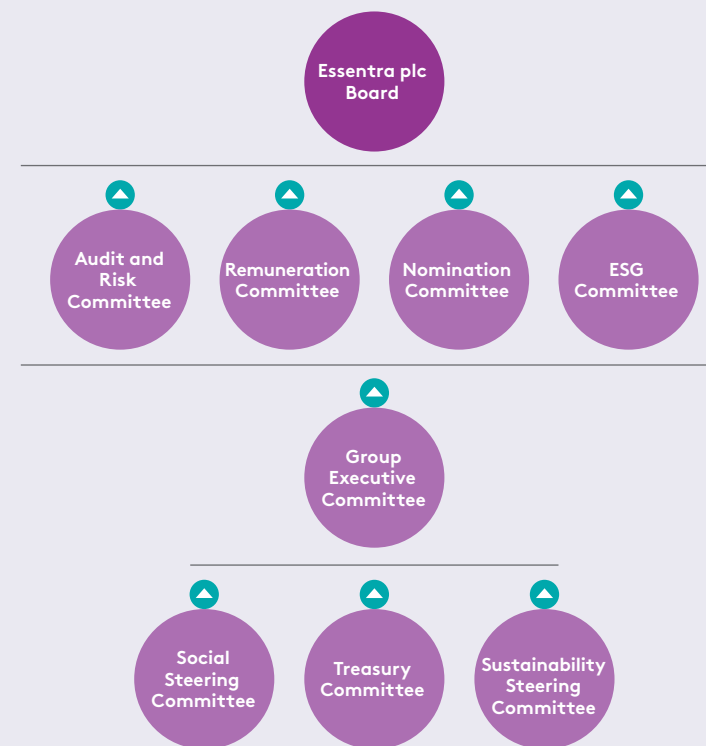 Essentra plc
Board
Audit and
Risk
Committee
Remuneration
Committee
Nomination
Committee
ESG
Committee
Group
Executive
Committee
Social
Steering
Committee
Treasury
Committee
Sustainability
Steering
Committee